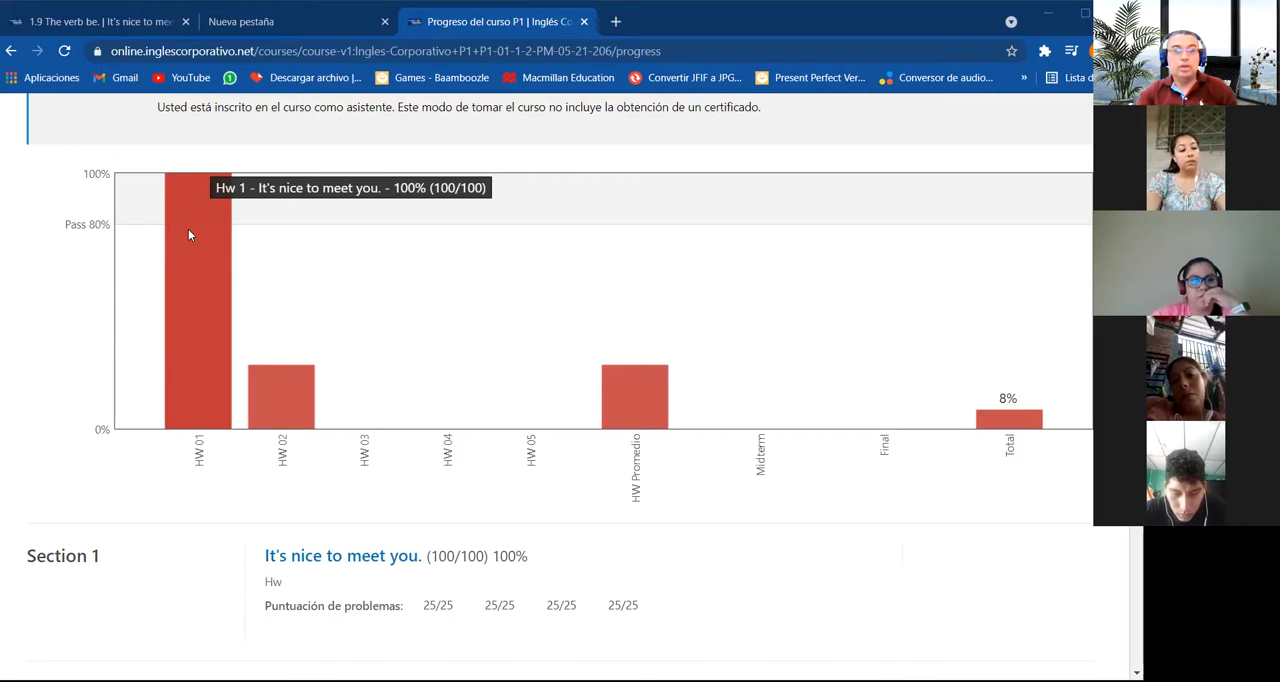 1.9 The verb be. | It's nice to mee
Nueva pestaña
Progreso del curso P1 | Inglés Co
online.inglescorporativo.net/courses/course-v1:Ingles-Corporativo+P1+P1-01-1-2-PM-05-21-206/progress
Aplicaciones
Gmail
YouTube
Descargar archivo |...
Games - Baamboozle
Macmillan Education
Convertir JFIF a JPG...
Present Perfect Ver...
Conversor de audio...
»
Lista d
Usted está inscrito en el curso como asistente. Este modo de tomar el curso no incluye la obtención de un certificado.
100%
Hw 1 - It's nice to meet you. - 100% (100/100)
Pass 80%
8%
0%
HW 01
HW 02
HW 03
HW 04
HW 05
HW Promedio
Midterm
Final
Total
Section 1
It's nice to meet you. (100/100) 100%
Hw
Puntuación de problemas: 25/25 25/25 25/25 25/25